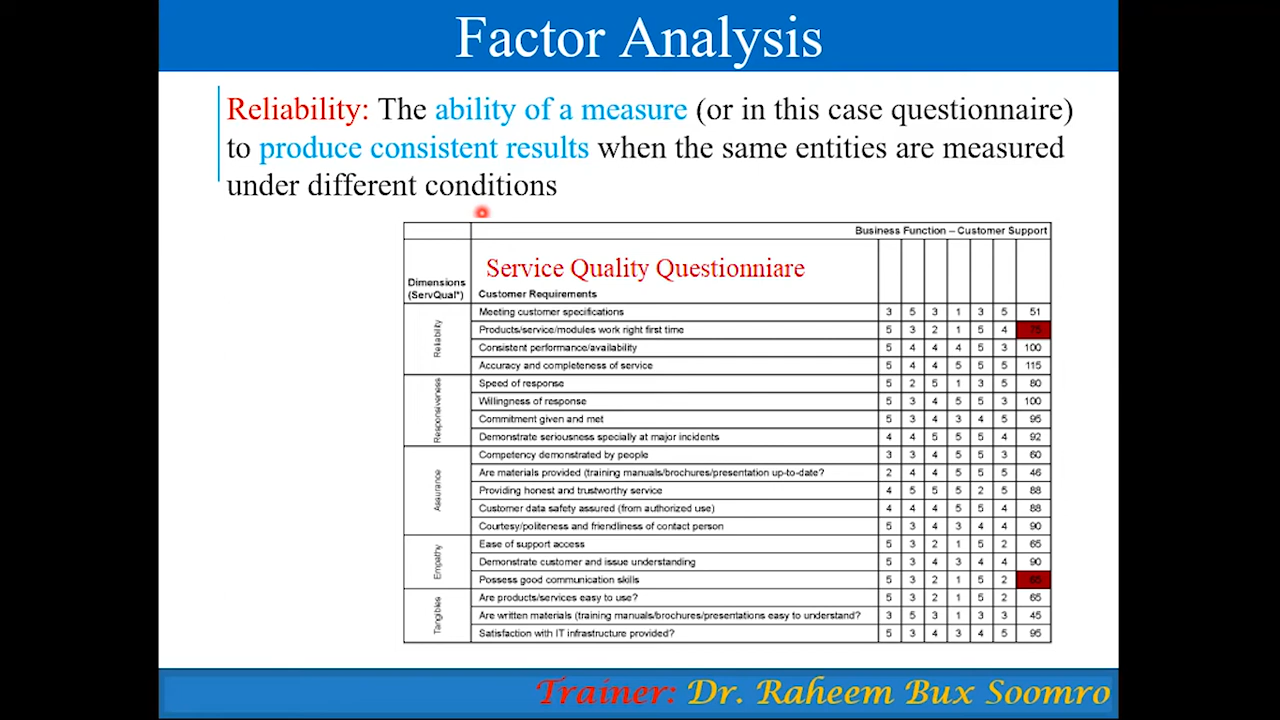 Factor Analysis
Reliability: The ability of a measure (or in this case questionnaire)
to produce consistent results when the same entities are measured
under different conditions
Business Function – Customer Support
Dimensions
(ServQual*)
Service Quality Questionniare
Customer Requirements
Reliability
Meeting customer specifications 3 5 3 1 3 5 51
Products/service/modules work right first time 5 3 2 1 5 4 75
Consistent performance/availability 5 4 4 4 5 3 100
Accuracy and completeness of service 5 4 4 5 5 5 115
Responsiveness
Speed of response 5 2 5 1 3 5 80
Willingness of response 5 3 4 5 5 3 100
Commitment given and met 5 3 4 3 4 5 95
Demonstrate seriousness specially at major incidents 4 4 5 5 5 4 92
Assurance
Competency demonstrated by people 3 3 4 5 5 3 60
Are materials provided (training manuals/brochures/presentation up-to-date? 2 4 4 5 5 5 46
Providing honest and trustworthy service 4 5 5 5 2 5 88
Customer data safety assured (from authorized use) 4 4 4 5 5 4 88
Courtesy/politeness and friendliness of contact person 5 3 4 3 4 4 90
Empathy
Ease of support access 5 3 2 1 5 2 65
Demonstrate customer and issue understanding 5 3 4 3 4 4 90
Possess good communication skills 5 3 2 1 5 2 65
Tangibles
Are products/services easy to use? 5 3 2 1 5 2 65
Are written materials (training manuals/brochures/presentations easy to understand? 3 5 3 1 3 3 45
Satisfaction with IT infrastructure provided? 5 3 4 3 4 5 95
Trainer: Dr. Raheem Bux Soomro